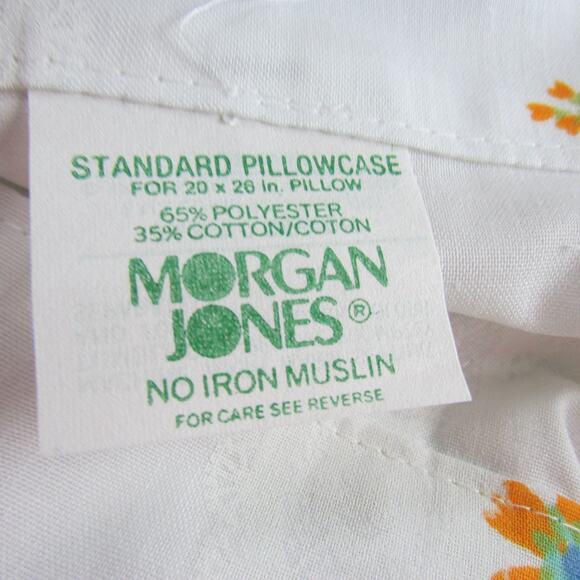 STANDARD PILLOWCASE
FOR 20 x 26 In. PILLOW
65% POLYESTER
35% COTTON/COTON
MORGAN
JONES®
NO IRON MUSLIN
FOR CARE SEE REVERSE